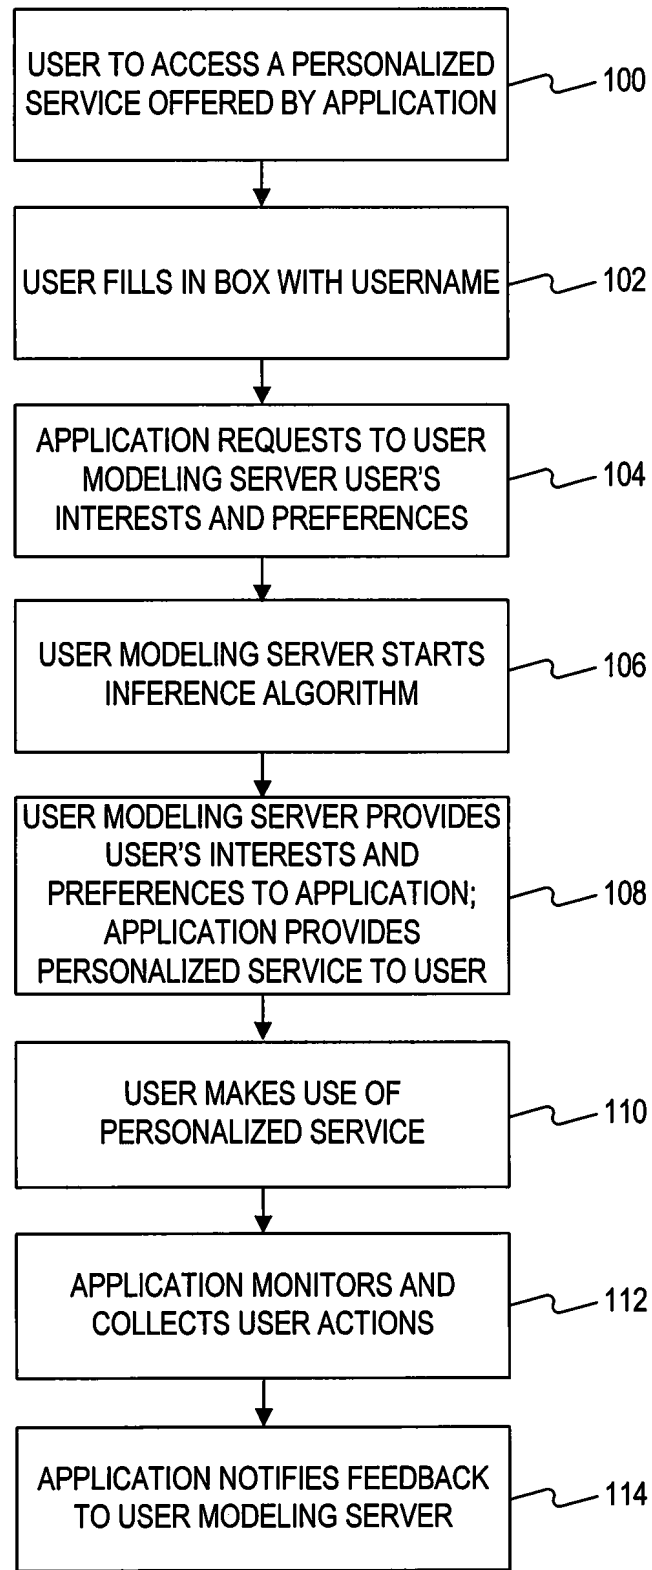 USER TO ACCESS A PERSONALIZED
SERVICE OFFERED BY APPLICATION
100
USER FILLS IN BOX WITH USERNAME
102
APPLICATION REQUESTS TO USER
MODELING SERVER USER'S
INTERESTS AND PREFERENCES
104
USER MODELING SERVER STARTS
INFERENCE ALGORITHM
106
USER MODELING SERVER PROVIDES
USER'S INTERESTS AND
PREFERENCES TO APPLICATION;
APPLICATION PROVIDES
PERSONALIZED SERVICE TO USER
108
USER MAKES USE OF
PERSONALIZED SERVICE
110
APPLICATION MONITORS AND
COLLECTS USER ACTIONS
112
APPLICATION NOTIFIES FEEDBACK
TO USER MODELING SERVER
114